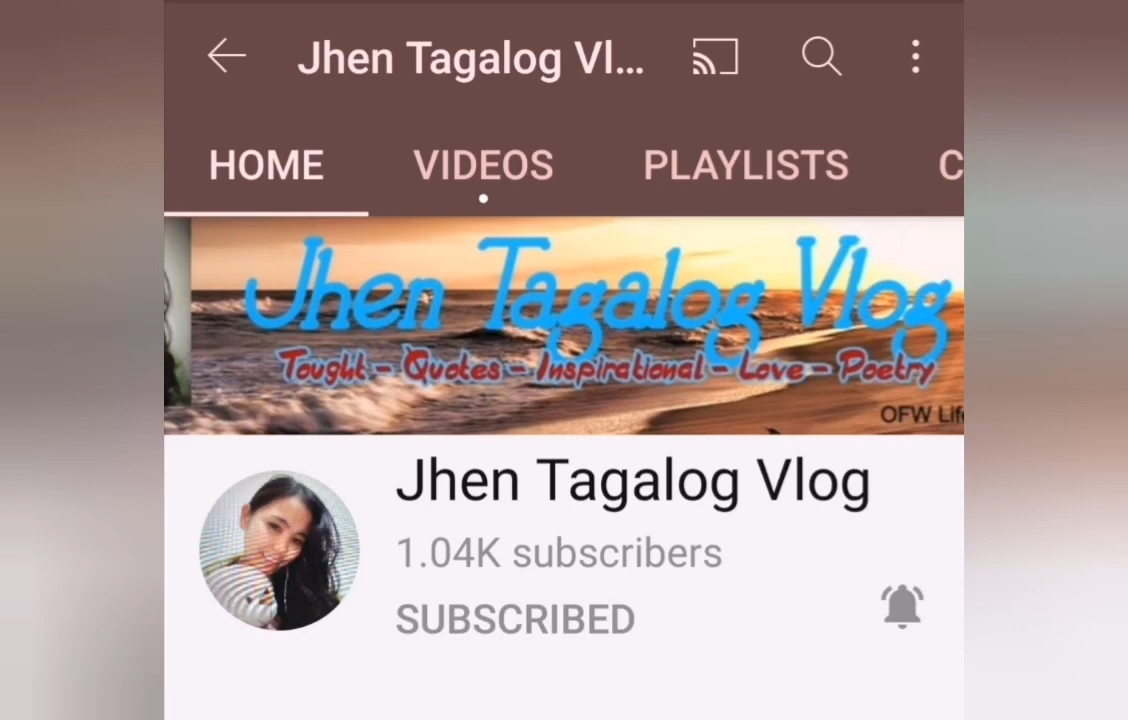 Jhen Tagalog Vl...
HOME VIDEOS PLAYLISTS C
Jhen Tagalog Vlog
Tought - Quotes - Inspirational - Love - Poetry
OFW Life
Jhen Tagalog Vlog
1.04K subscribers
SUBSCRIBED